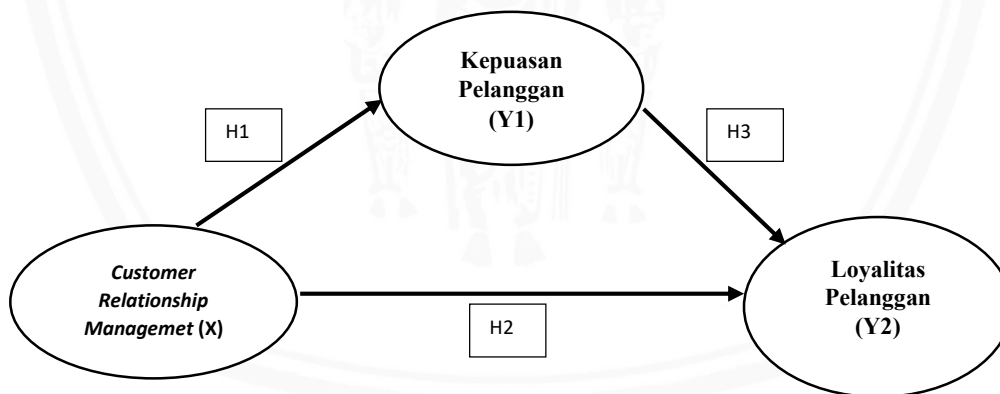 Kepuasan
Pelanggan
(Y1)
H1
H3
Customer
Relationship
Managemet (X)
H2
Loyalitas
Pelanggan
(Y2)